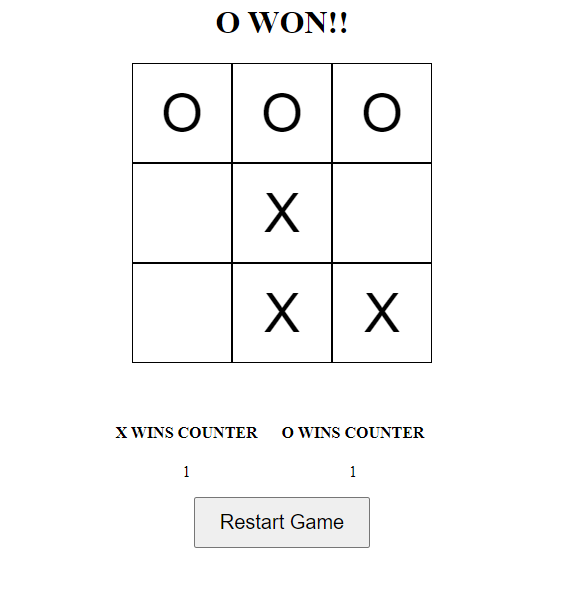 O WON!!
O O O
X
X X
X WINS COUNTER O WINS COUNTER
1 1
Restart Game